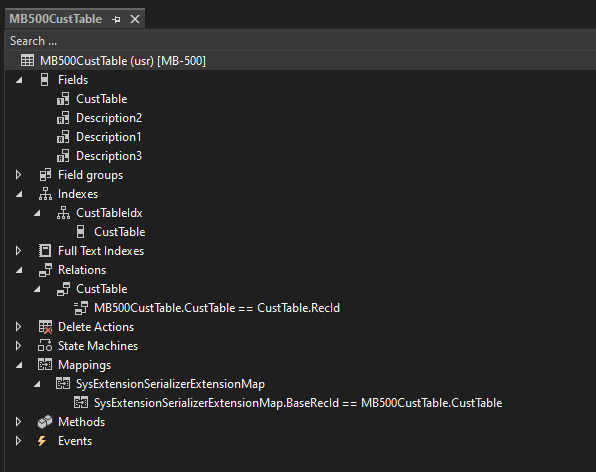 MB500CustTable
Search ...
MB500CustTable (usr) [MB-500]
Fields
CustTable
Description2
Description1
Description3
Field groups
Indexes
CustTableIdx
CustTable
Full Text Indexes
Relations
CustTable
MB500CustTable.CustTable == CustTable.RecId
Delete Actions
State Machines
Mappings
SysExtensionSerializerExtensionMap
SysExtensionSerializerExtensionMap.BaseRecId == MB500CustTable.CustTable
Methods
Events